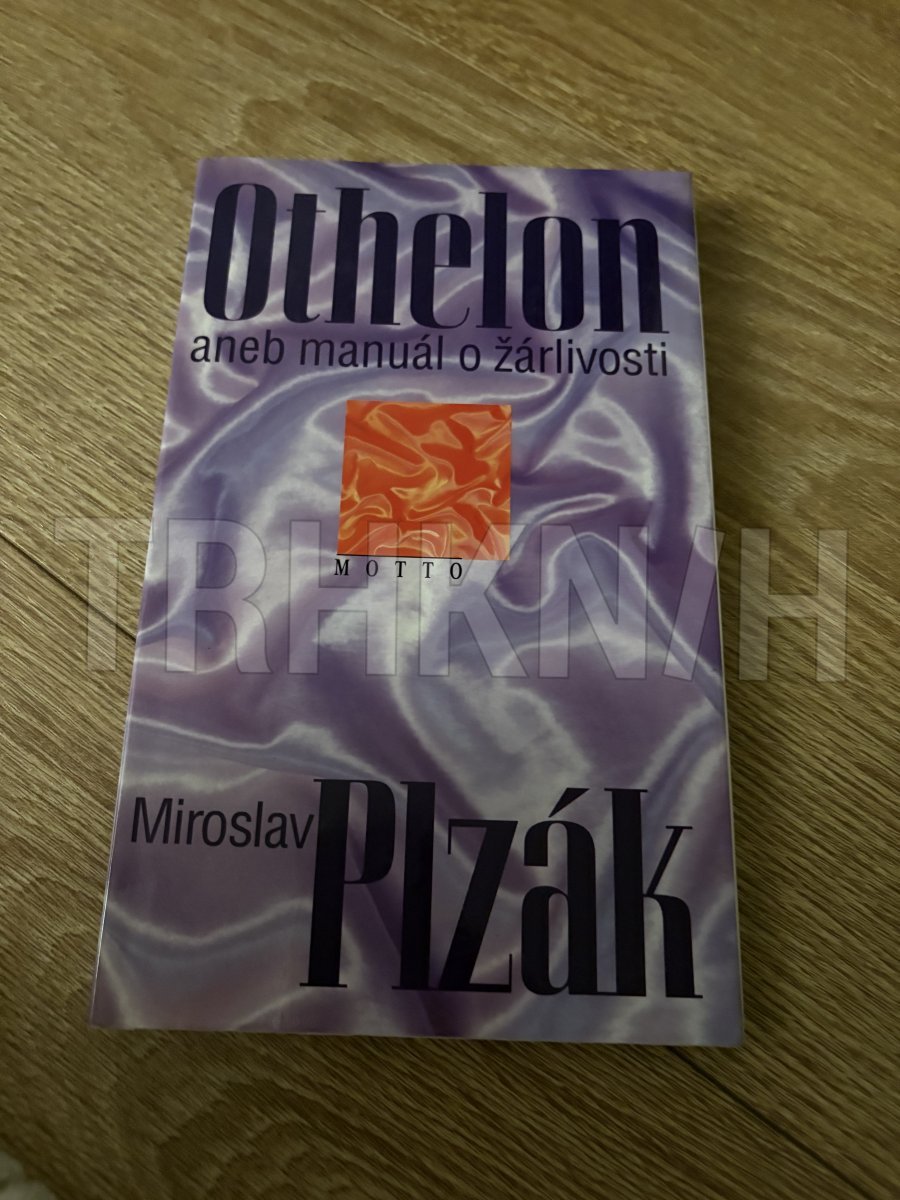 Othelon
aneb manuál o žárlivosti
MOTTO
TRHKNIH
Miroslav Plzák